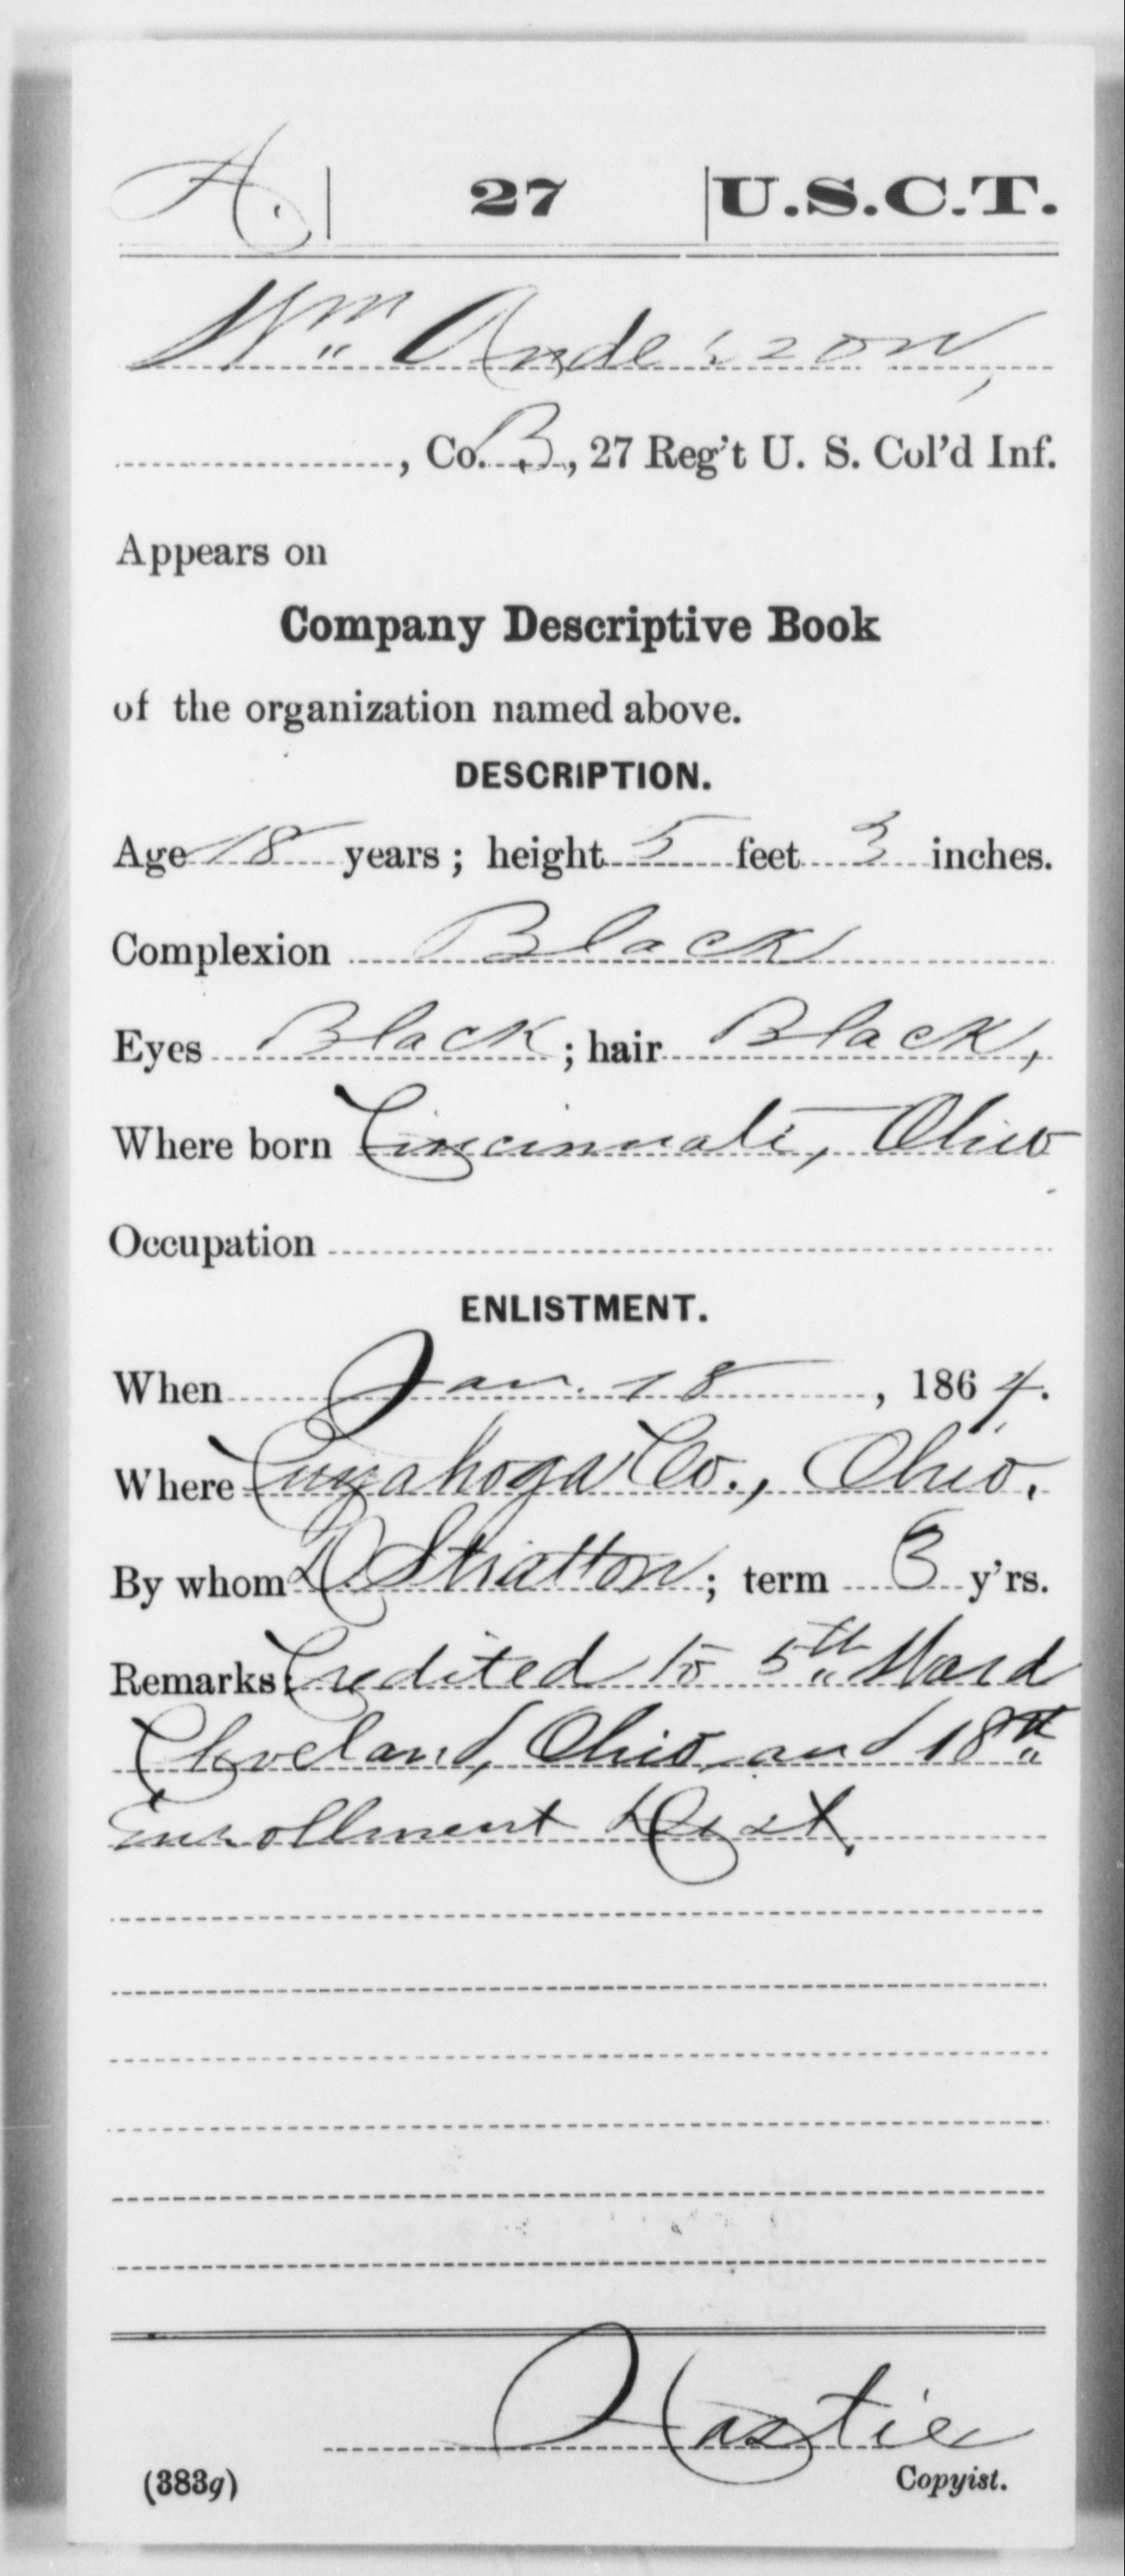 A. | 27 | U.S.C.T.
Wm Anderson,
, Co. B, 27 Reg't U. S. Col'd Inf.
Appears on
Company Descriptive Book
of the organization named above.
DESCRIPTION.
Age 18 years; height 5 feet 3 inches.
Complexion Black
Eyes Black; hair Black,
Where born Cincinnati, Ohio
Occupation
ENLISTMENT.
When Jan. 18, 1864.
Where Cuyahoga Co., Ohio.
By whom D. Stratton; term 3 y'rs.
Remarks: Credited to 5th Ward
Cleveland, Ohio, and 18th
Enrollment Dist.
Hastie
(383g) Copyist.